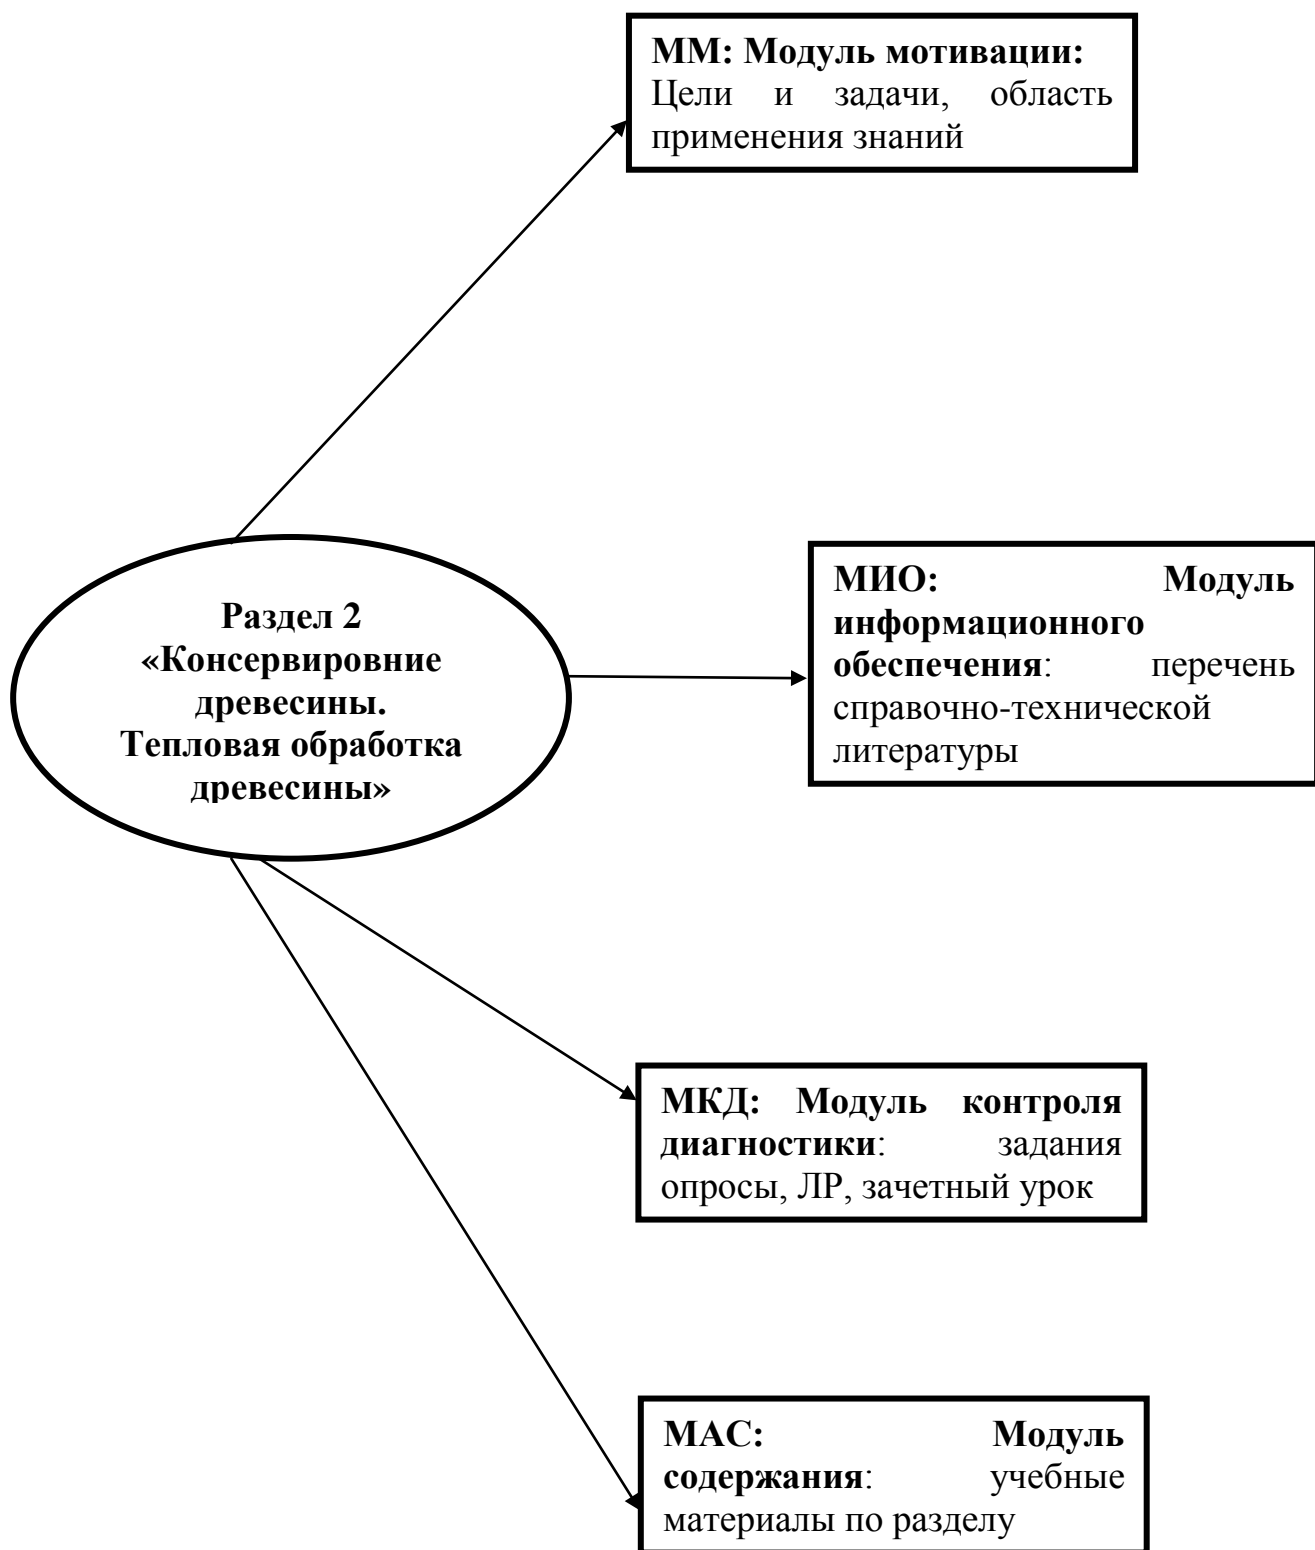 ММ: Модуль мотивации:
Цели и задачи, область
применения знаний
Раздел 2
«Консервировние
древесины.
Тепловая обработка
древесины»
МИО: Модуль
информационного
обеспечения: перечень
справочно-технической
литературы
МКД: Модуль контроля
диагностики: задания
опросы, ЛР, зачетный урок
МАС: Модуль
содержания: учебные
материалы по разделу